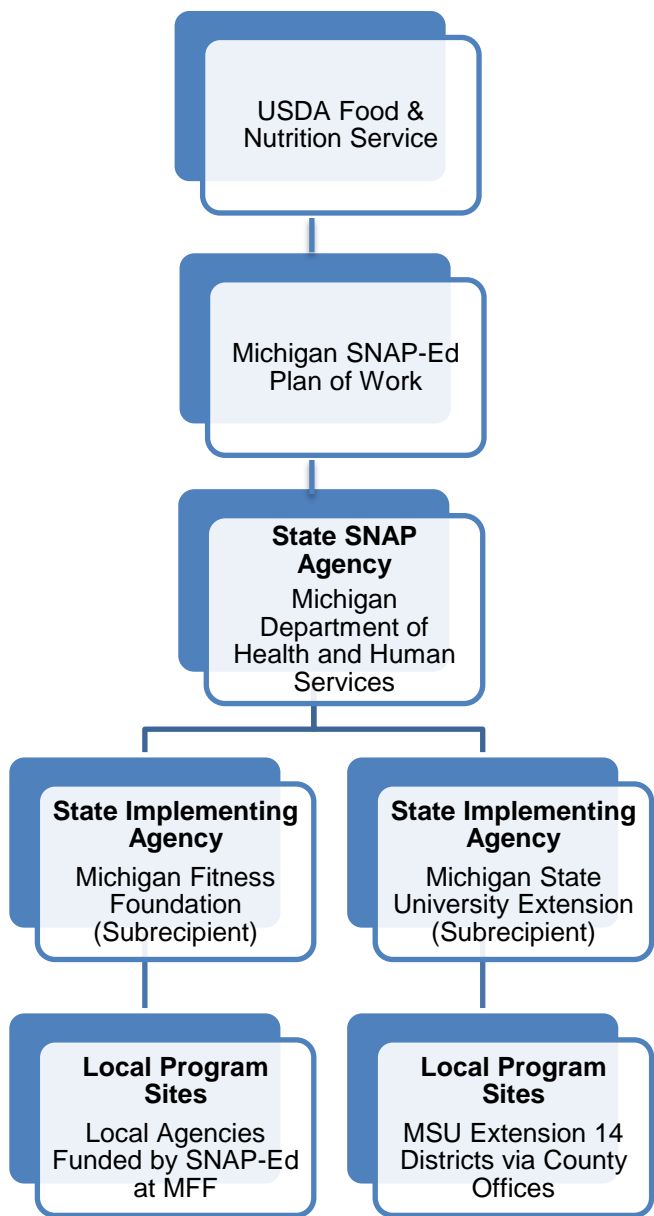 USDA Food &
Nutrition Service
Michigan SNAP-Ed
Plan of Work
State SNAP
Agency
Michigan
Department of
Health and Human
Services
State Implementing
Agency
Michigan Fitness
Foundation
(Subrecipient)
State Implementing
Agency
Michigan State
University Extension
(Subrecipient)
Local Program
Sites
Local Agencies
Funded by SNAP-Ed
at MFF
Local Program
Sites
MSU Extension 14
Districts via County
Offices